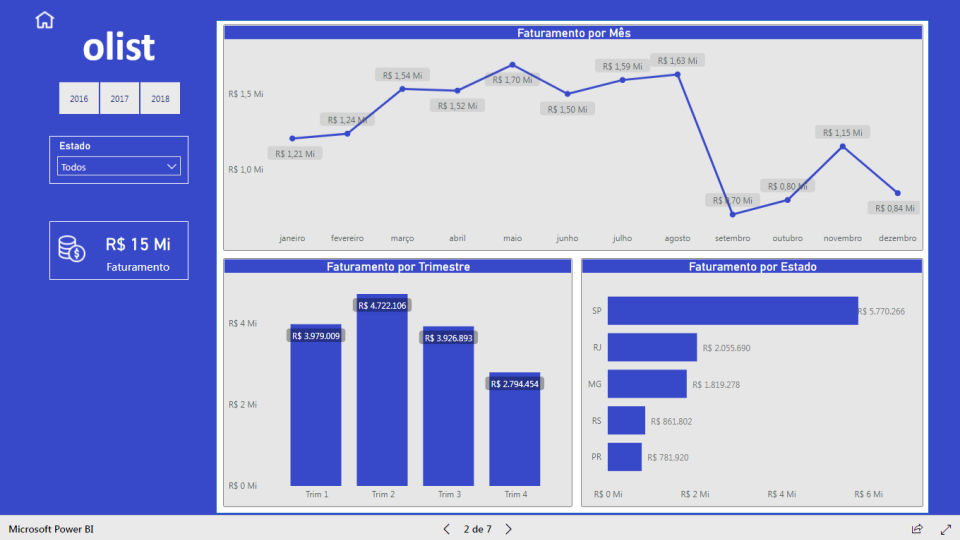 olist
2016 2017 2018
Estado
Todos
R$ 15 Mi
Faturamento
Faturamento por Mês
R$ 1,5 Mi
R$ 1,0 Mi
R$ 1,21 Mi
R$ 1,24 Mi
R$ 1,54 Mi
R$ 1,52 Mi
R$ 1,70 Mi
R$ 1,50 Mi
R$ 1,59 Mi
R$ 1,63 Mi
R$ 0,70 Mi
R$ 0,80 Mi
R$ 1,15 Mi
R$ 0,84 Mi
janeiro fevereiro março abril maio junho julho agosto setembro outubro novembro dezembro
Faturamento por Trimestre
R$ 4 Mi
R$ 2 Mi
R$ 0 Mi
R$ 3.979.009
R$ 4.722.106
R$ 3.926.893
R$ 2.794.454
Trim 1 Trim 2 Trim 3 Trim 4
Faturamento por Estado
SP R$ 5.770.266
RJ R$ 2.055.690
MG R$ 1.819.278
RS R$ 861.802
PR R$ 781.920
R$ 0 Mi R$ 2 Mi R$ 4 Mi R$ 6 Mi
Microsoft Power BI
2 de 7